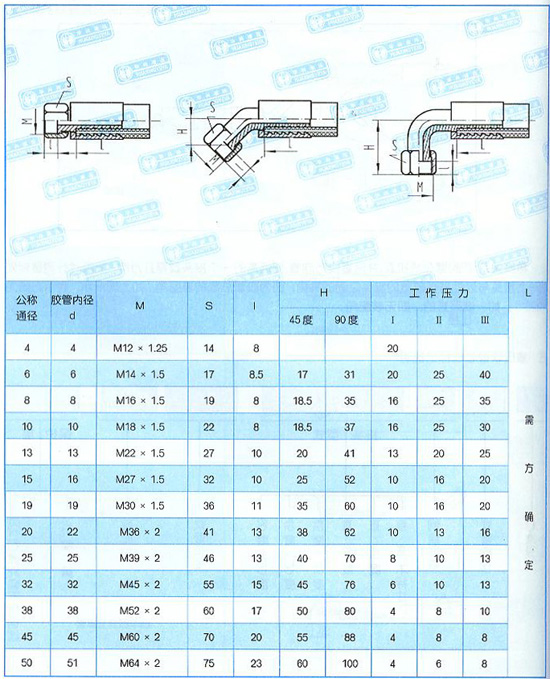 S
M
l
L
S
H
M
l
L
S
H
M
l
L
公称通径 胶管内径 d M S l H 工作压力 L
45度 90度 I II III
4 4 M12 × 1.25 14 8 20
6 6 M14 × 1.5 17 8.5 17 31 20 25 40
8 8 M16 × 1.5 19 8 18.5 35 16 25 35
10 10 M18 × 1.5 22 8 18.5 37 16 25 30
13 13 M22 × 1.5 27 10 20 41 13 20 25
15 16 M27 × 1.5 32 10 25 52 10 16 20
19 19 M30 × 1.5 36 11 35 60 10 16 20
20 22 M36 × 2 41 13 38 62 10 13 16
25 25 M39 × 2 46 13 40 70 8 10 13
32 32 M45 × 2 55 15 45 76 6 10 13
38 38 M52 × 2 60 17 50 80 4 8 10
45 45 M60 × 2 70 20 55 88 4 8 8
50 51 M64 × 2 75 23 60 100 4 6 8
需方确定